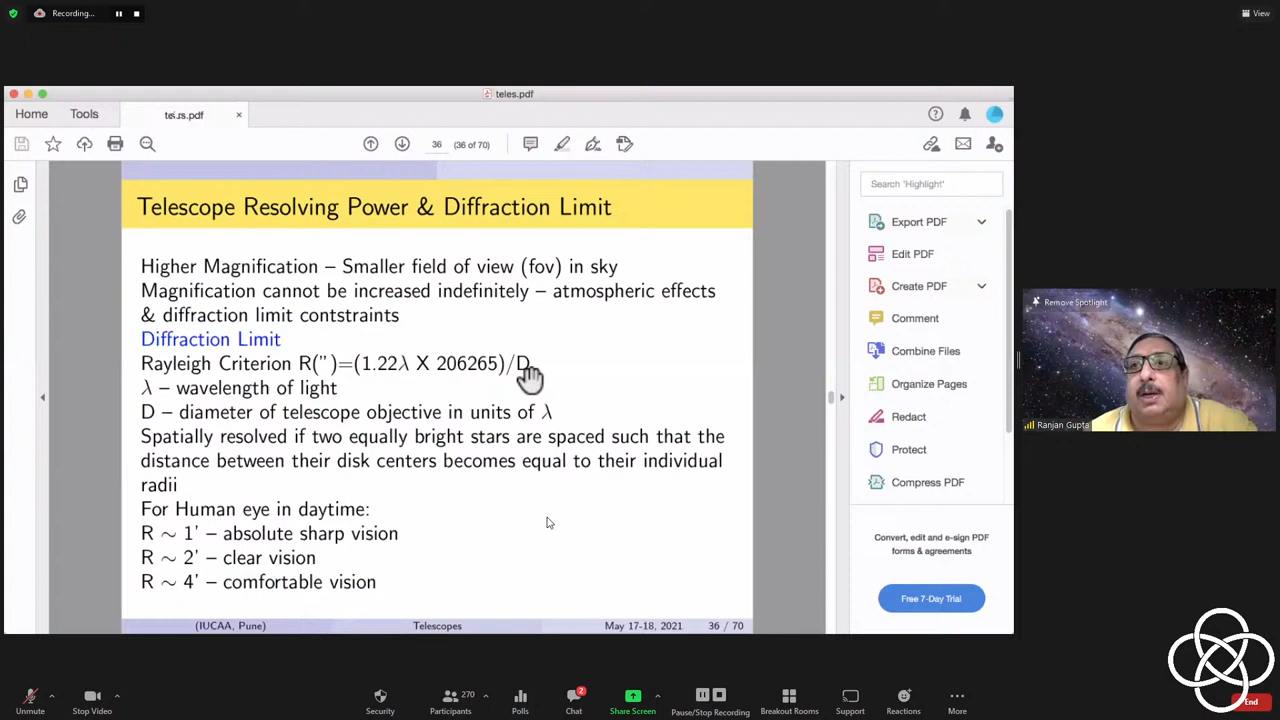 Recording...
View
teles.pdf
Home
Tools
36
(36 of 70)
Telescope Resolving Power & Diffraction Limit
Higher Magnification – Smaller field of view (fov) in sky
Magnification cannot be increased indefinitely – atmospheric effects
& diffraction limit contstraints
Diffraction Limit
Rayleigh Criterion R(")=(1.22λ X 206265)/D
λ – wavelength of light
D – diameter of telescope objective in units of λ
Spatially resolved if two equally bright stars are spaced such that the
distance between their disk centers becomes equal to their individual
radii
For Human eye in daytime:
R ∼ 1' – absolute sharp vision
R ∼ 2' – clear vision
R ∼ 4' – comfortable vision
(IUCAA, Pune)
Telescopes
May 17-18, 2021
36 / 70
Search 'Highlight'
Export PDF
Edit PDF
Create PDF
Comment
Combine Files
Organize Pages
Redact
Protect
Compress PDF
Convert, edit and e-sign PDF
forms & agreements
Free 7-Day Trial
Remove Spotlight
Ranjan Gupta
Unmute
Stop Video
Security
270
Participants
Polls
2
Chat
Share Screen
Pause/Stop Recording
Breakout Rooms
Support
Reactions
More
End